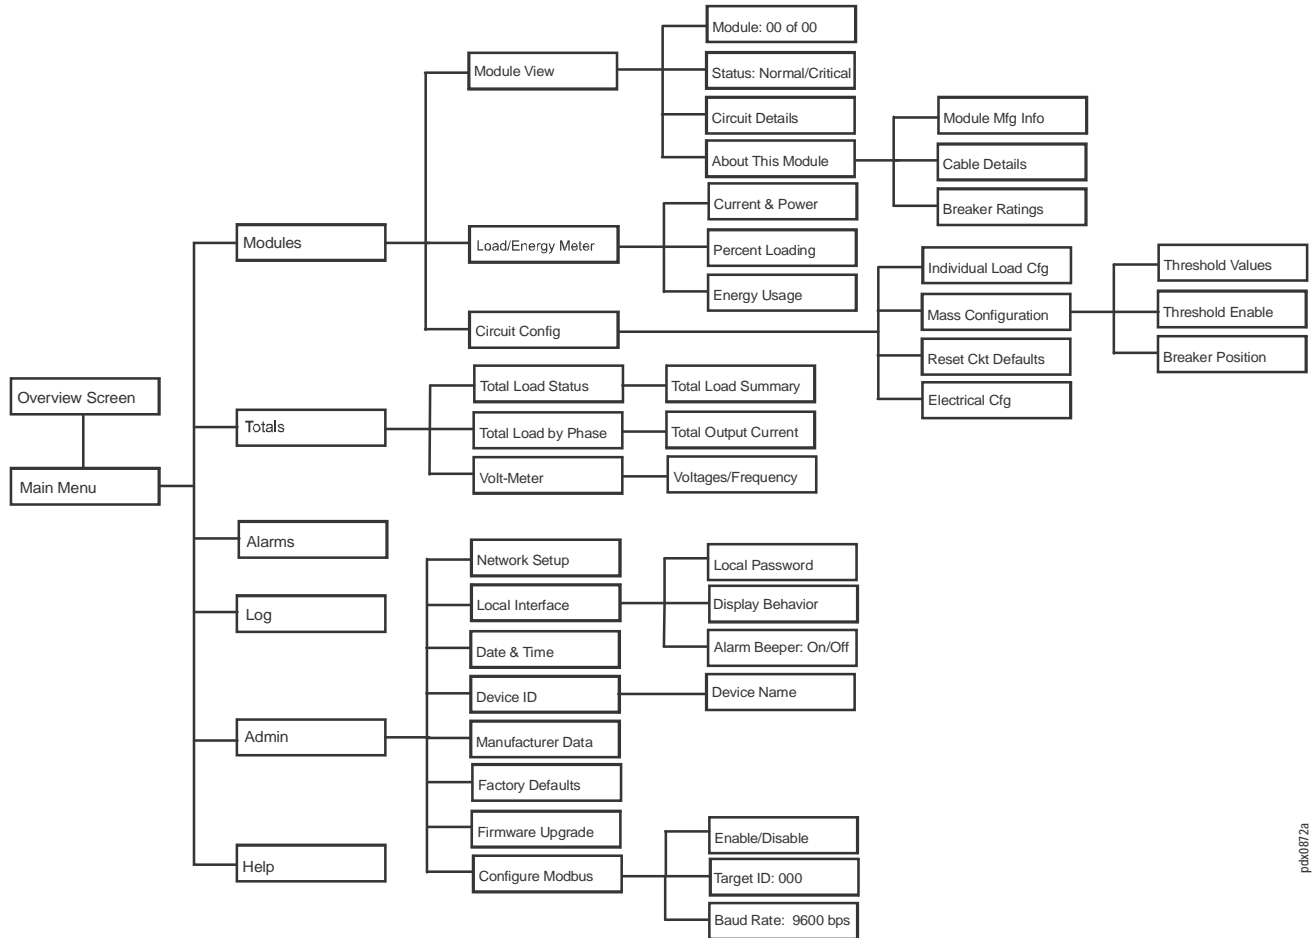 Overview Screen
Main Menu
Modules
Module View
Module: 00 of 00
Status: Normal/Critical
Circuit Details
About This Module
Module Mfg Info
Cable Details
Breaker Ratings
Load/Energy Meter
Current & Power
Percent Loading
Energy Usage
Circuit Config
Individual Load Cfg
Mass Configuration
Threshold Values
Threshold Enable
Breaker Position
Reset Ckt Defaults
Electrical Cfg
Totals
Total Load Status
Total Load Summary
Total Load by Phase
Total Output Current
Volt-Meter
Voltages/Frequency
Alarms
Log
Admin
Network Setup
Local Interface
Local Password
Display Behavior
Alarm Beeper: On/Off
Date & Time
Device ID
Device Name
Manufacturer Data
Factory Defaults
Firmware Upgrade
Configure Modbus
Enable/Disable
Target ID: 000
Baud Rate: 9600 bps
Help
pdx0872a